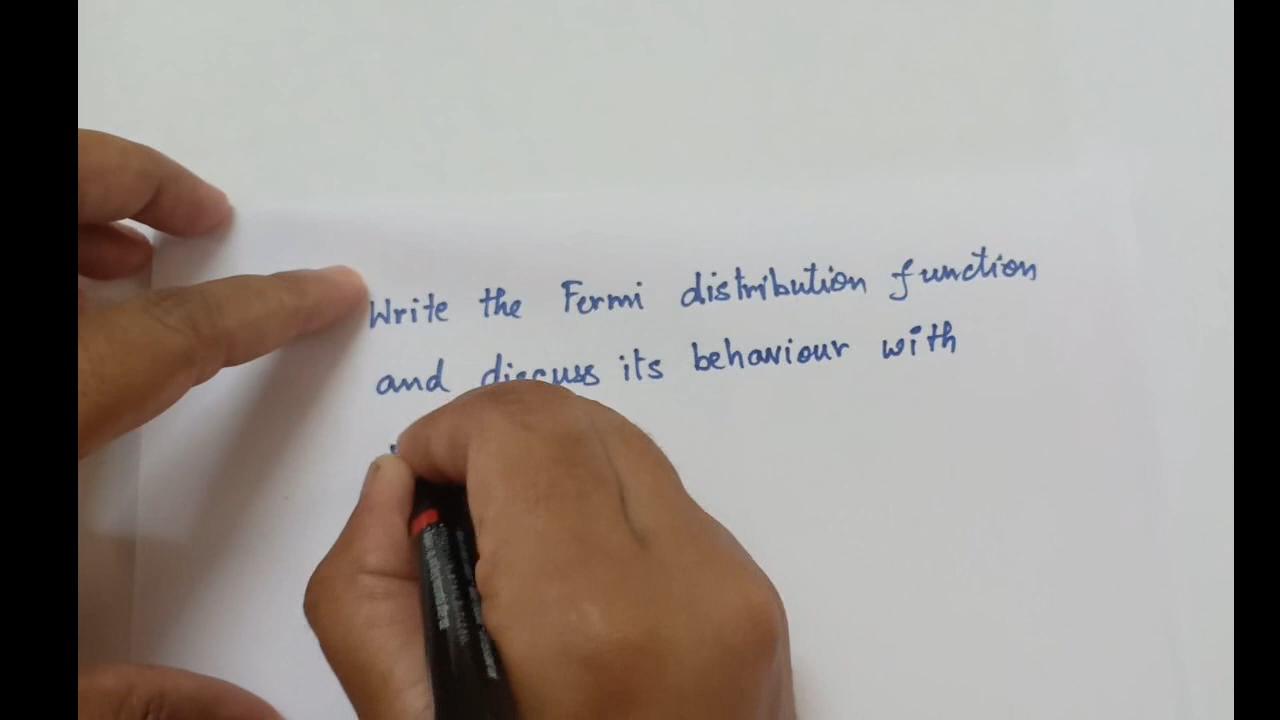 Write the Fermi distribution function
and discuss its behaviour with